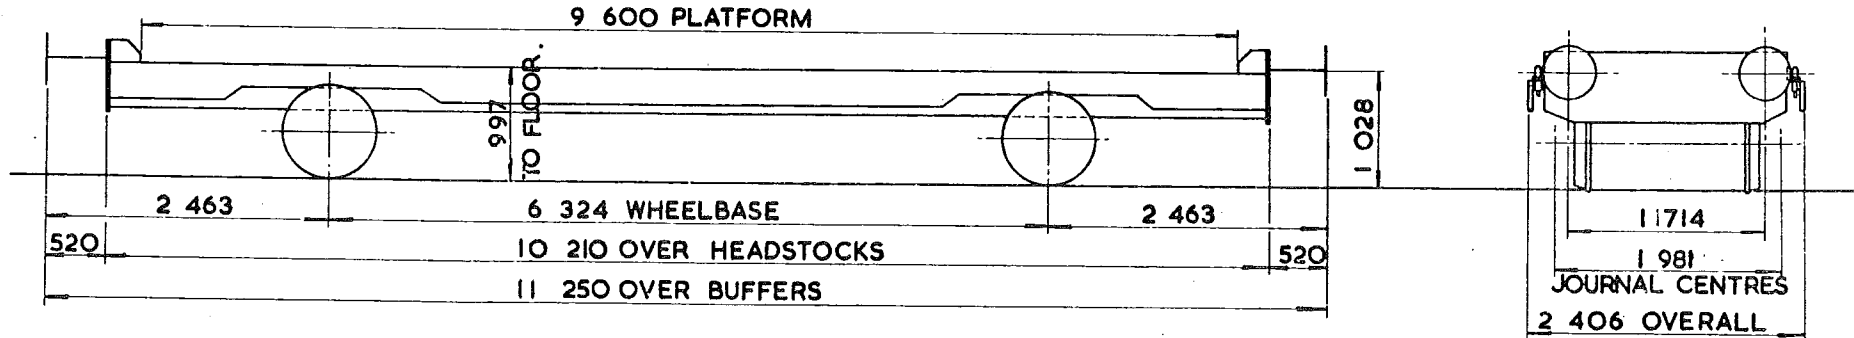 9 600 PLATFORM
997
TO FLOOR.
1 028
2 463
6 324 WHEELBASE
2 463
520
10 210 OVER HEADSTOCKS
520
11 250 OVER BUFFERS
1 1714
1 981
JOURNAL CENTRES
2 406 OVERALL